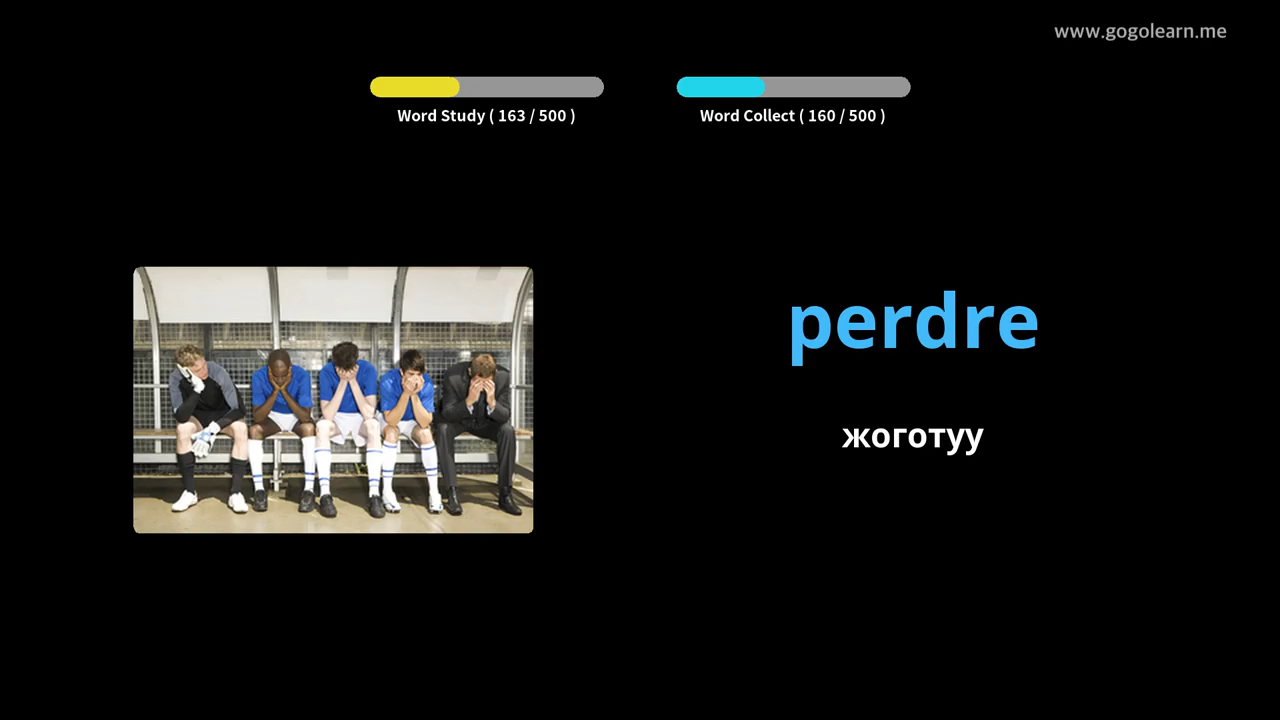 www.gogolearn.me
Word Study ( 163 / 500 )
Word Collect ( 160 / 500 )
perdre
жоготуу